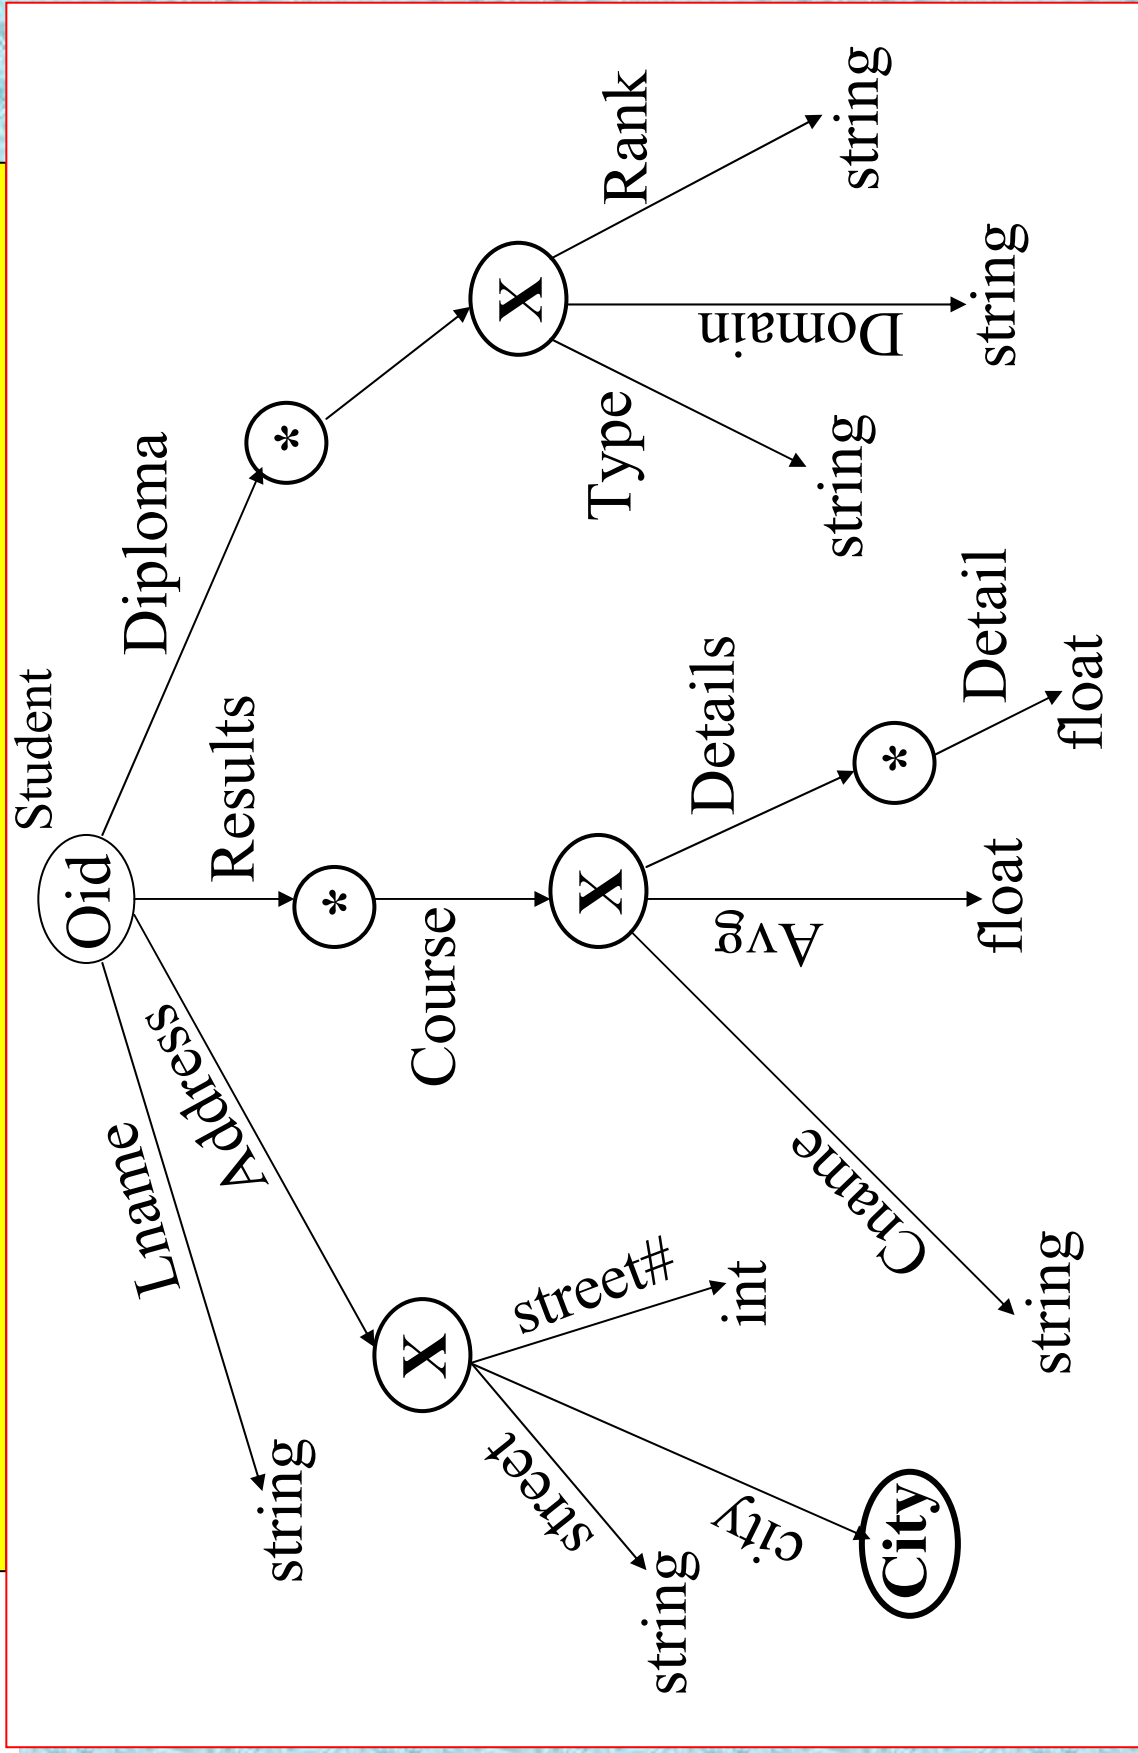 Student
Oid
Lname
Diploma
Address
Results
string
*
*
X
Course
X
street
street#
X
Type
Rank
string
int
Details
city
Avg
Domain
string
string
Cname
*
City
Detail
float
string
string
float